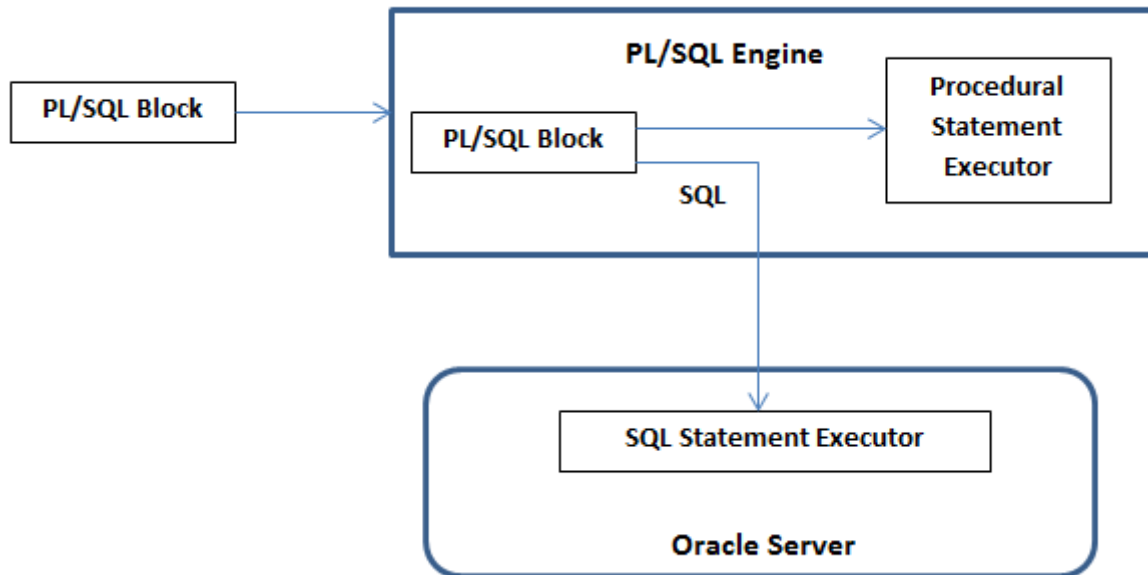 PL/SQL Engine
PL/SQL Block
PL/SQL Block
Procedural
Statement
Executor
SQL
SQL Statement Executor
Oracle Server